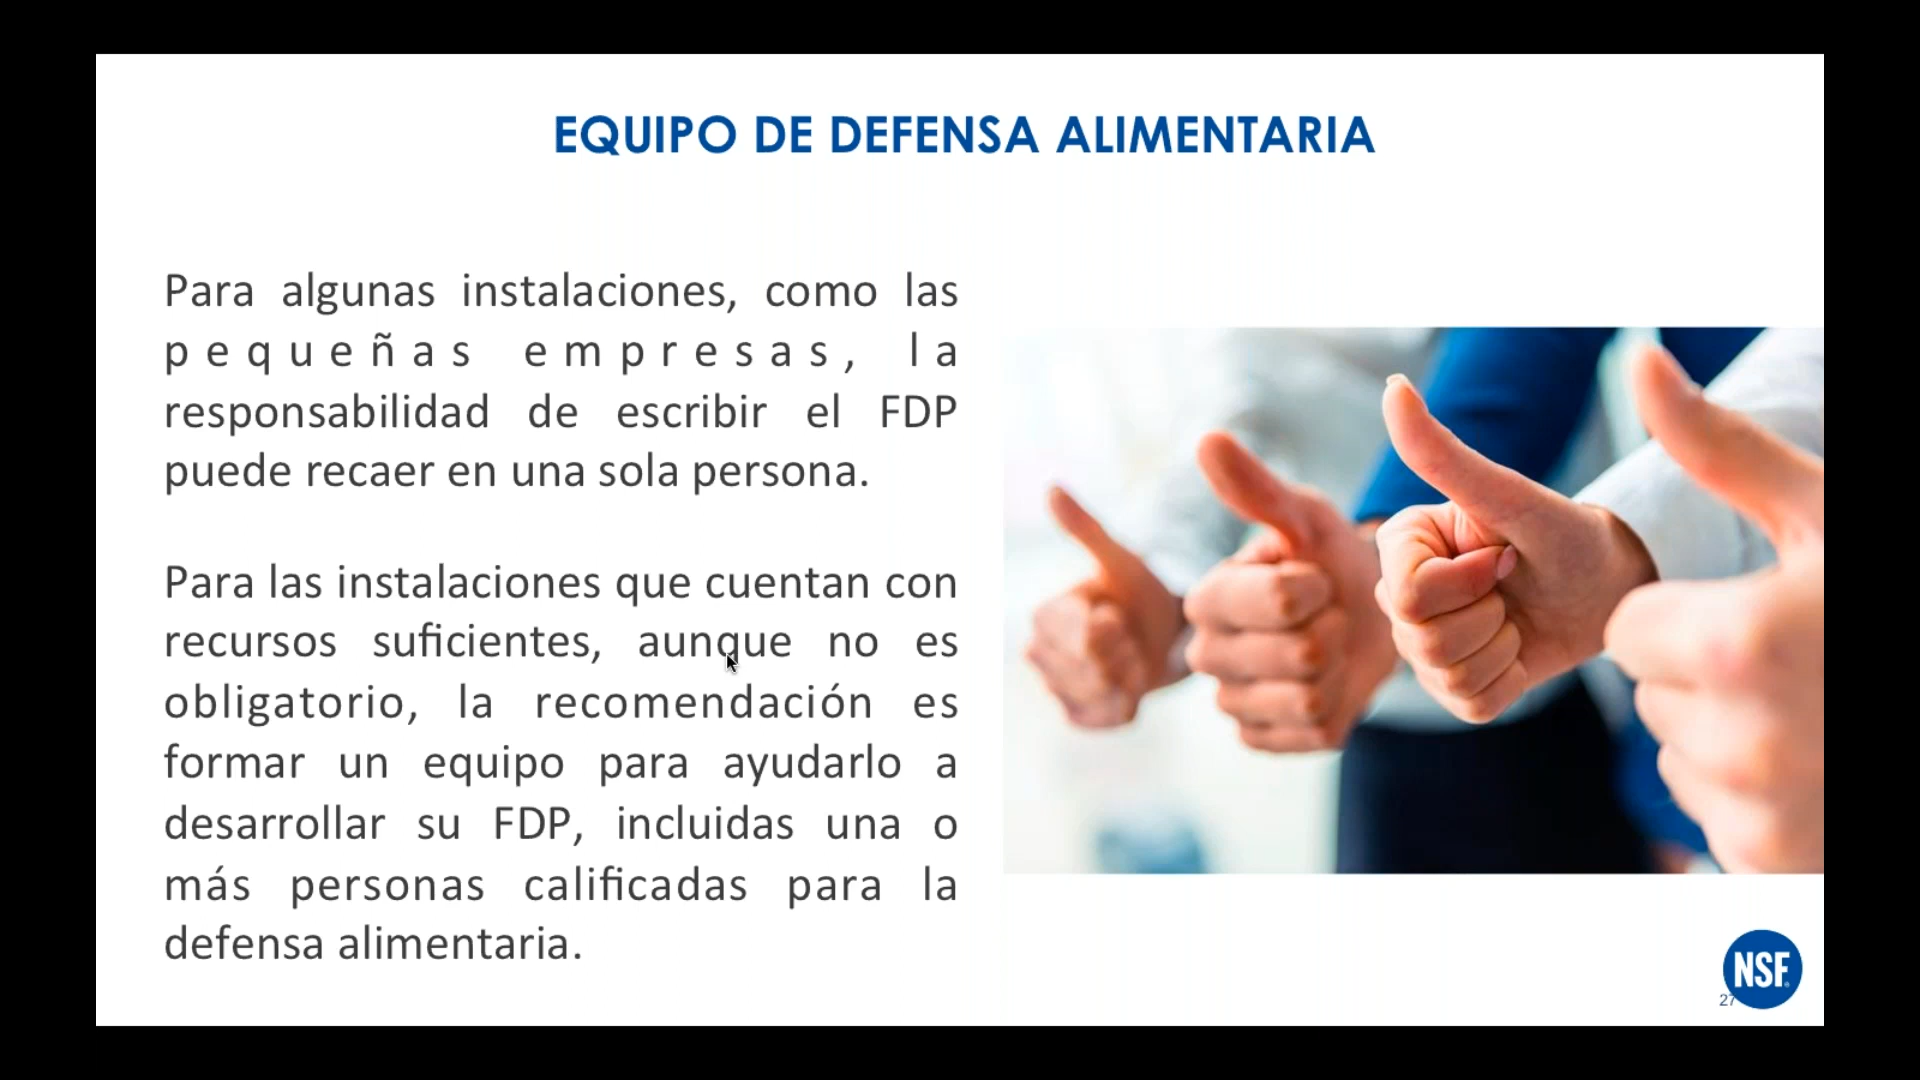 EQUIPO DE DEFENSA ALIMENTARIA
Para algunas instalaciones, como las
pequeñas empresas, la
responsabilidad de escribir el FDP
puede recaer en una sola persona.
Para las instalaciones que cuentan con
recursos suficientes, aunque no es
obligatorio, la recomendación es
formar un equipo para ayudarlo a
desarrollar su FDP, incluidas una o
más personas calificadas para la
defensa alimentaria.
NSF
27